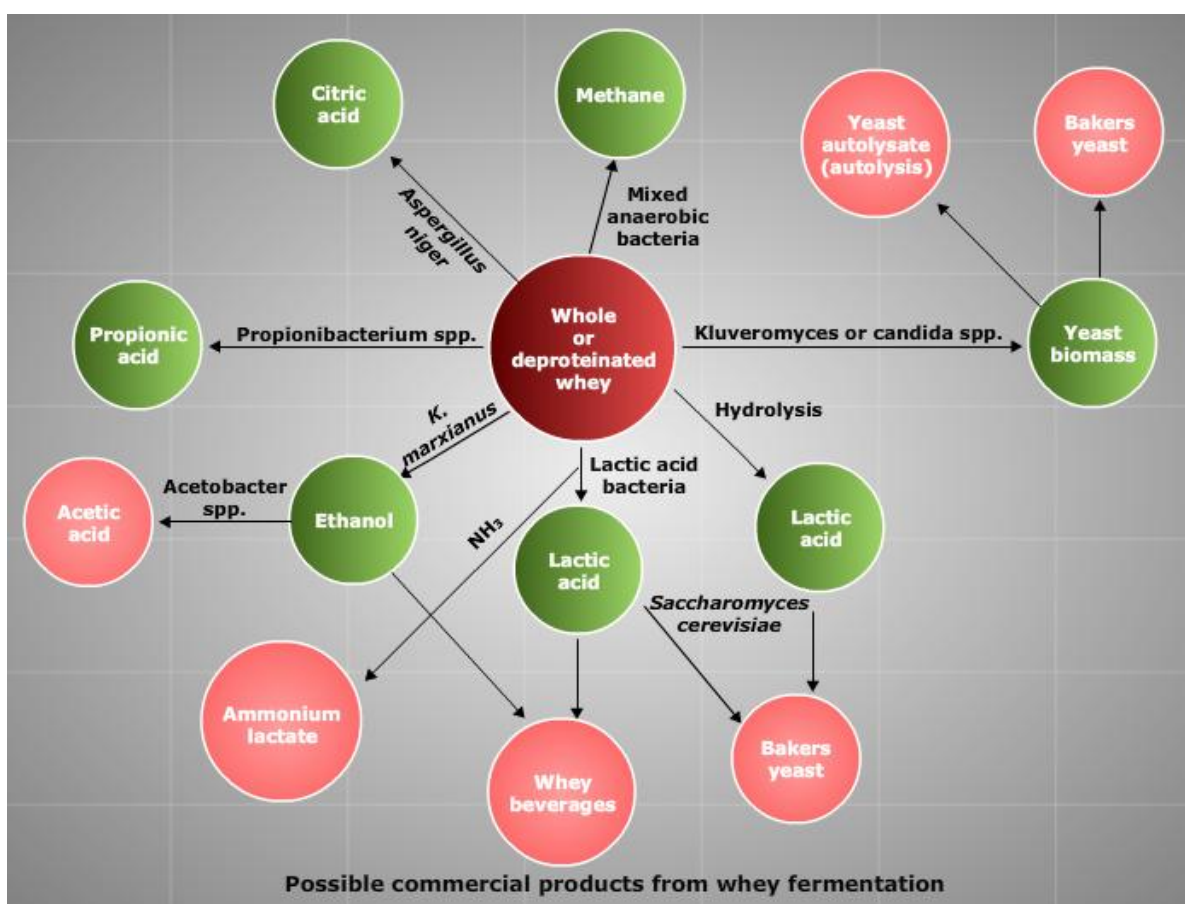 Citric
acid
Methane
Yeast
autolysate
(autolysis)
Bakers
yeast
Aspergillus
niger
Mixed
anaerobic
bacteria
Propionic
acid
Propionibacterium spp.
Whole
or
deproteinated
whey
Kluveromyces or candida spp.
Yeast
biomass
K.
marxianus
Hydrolysis
Acetic
acid
Acetobacter
spp.
Ethanol
NH₃
Lactic acid
bacteria
Lactic
acid
Lactic
acid
Saccharomyces
cerevisiae
Ammonium
lactate
Whey
beverages
Bakers
yeast
Possible commercial products from whey fermentation